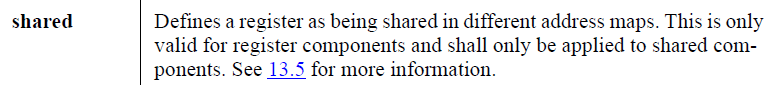 shared Defines a register as being shared in different address maps. This is only
valid for register components and shall only be applied to shared com-
ponents. See 13.5 for more information.